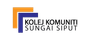 KOLEJ KOMUNITI
SUNGAI SIPUT